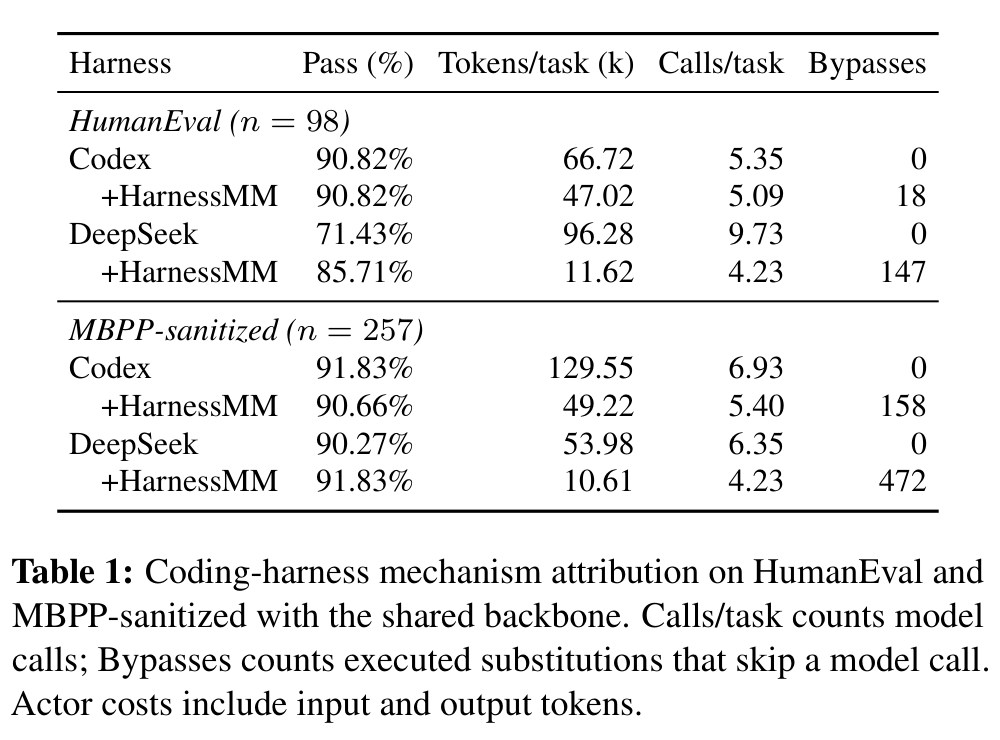 Harness Pass (%) Tokens/task (k) Calls/task Bypasses
HumanEval (n = 98)
Codex 90.82% 66.72 5.35 0
+HarnessMM 90.82% 47.02 5.09 18
DeepSeek 71.43% 96.28 9.73 0
+HarnessMM 85.71% 11.62 4.23 147
MBPP-sanitized (n = 257)
Codex 91.83% 129.55 6.93 0
+HarnessMM 90.66% 49.22 5.40 158
DeepSeek 90.27% 53.98 6.35 0
+HarnessMM 91.83% 10.61 4.23 472
Table 1: Coding-harness mechanism attribution on HumanEval and
MBPP-sanitized with the shared backbone. Calls/task counts model
calls; Bypasses counts executed substitutions that skip a model call.
Actor costs include input and output tokens.